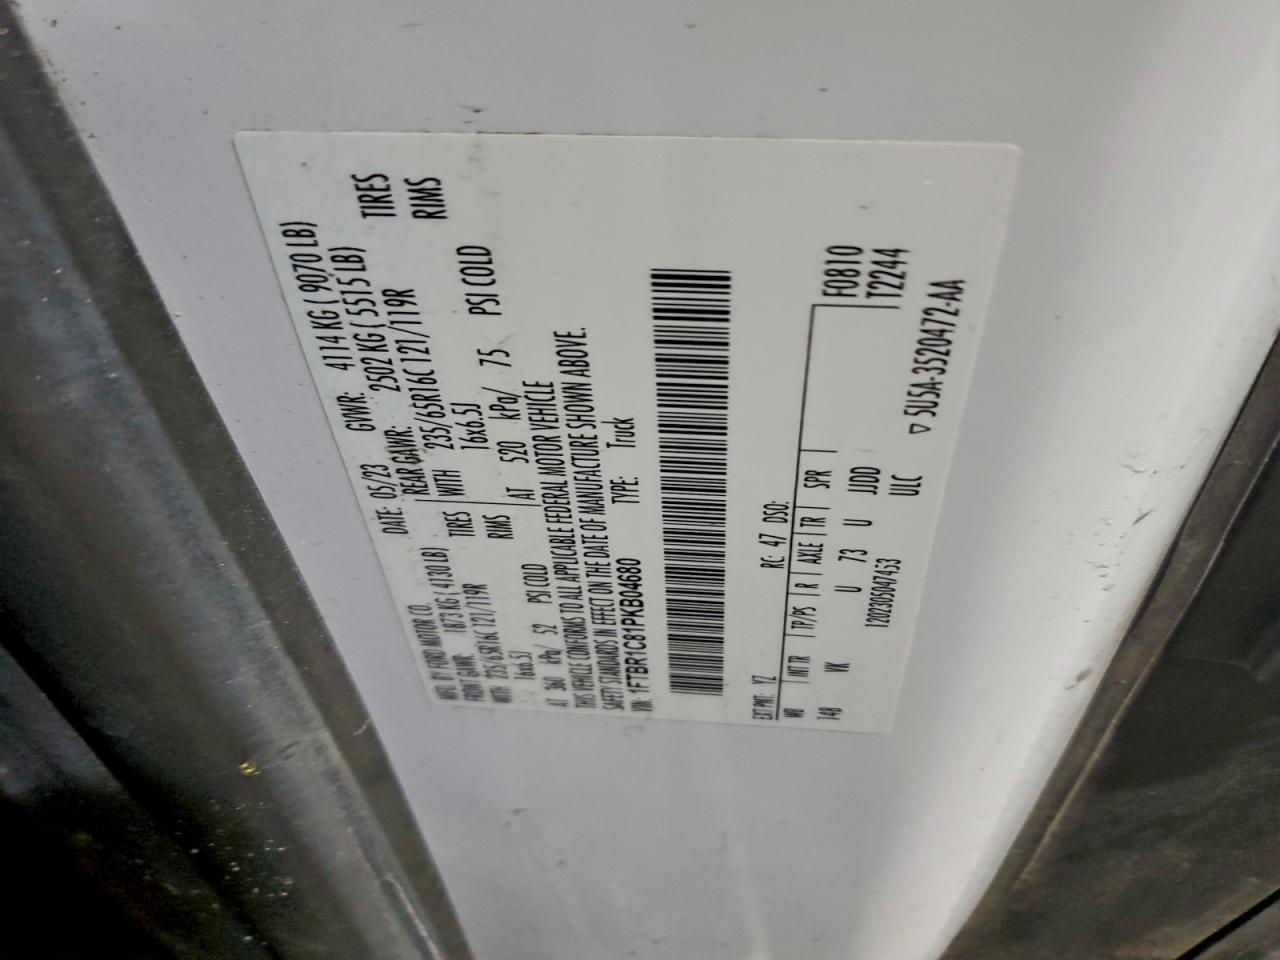 MFG. BY FORD MOTOR CO. DATE: 05/23 GVWR: 4114 KG ( 9070 LB)
FRONT GAWR: 1873 KG ( 4130 LB) REAR GAWR: 2502 KG ( 5515 LB)
WITH 235/65R16C 121/119R TIRES WITH 235/65R16C 121/119R TIRES
16x6.5J RIMS 16x6.5J RIMS
AT 360 kPa/ 52 PSI COLD AT 520 kPa/ 75 PSI COLD
THIS VEHICLE CONFORMS TO ALL APPLICABLE FEDERAL MOTOR VEHICLE
SAFETY STANDARDS IN EFFECT ON THE DATE OF MANUFACTURE SHOWN ABOVE.
VIN: 1FTBR1C81PKB04680 TYPE: Truck
EXT PNT: YZ RC: 47 DSO: F0810
WB INT TR TP/PS R AXLE TR SPR T2244
148 VK U 73 U JJDD
1202305047453 ULC ▽ 5U5A-3520472-AA